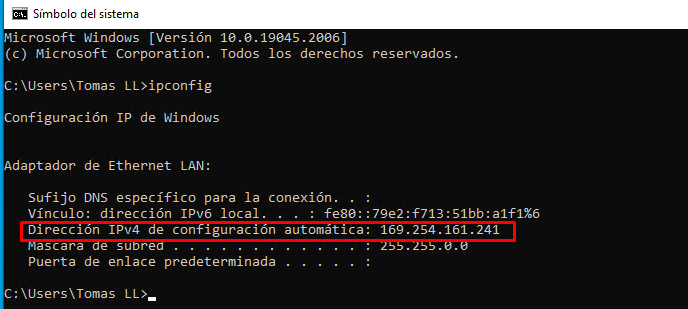 Símbolo del sistema
Microsoft Windows [Versión 10.0.19045.2006]
(c) Microsoft Corporation. Todos los derechos reservados.
C:\Users\Tomas LL>ipconfig
Configuración IP de Windows
Adaptador de Ethernet LAN:
Sufijo DNS específico para la conexión. . :
Vínculo: dirección IPv6 local. . . : fe80::79e2:f713:51bb:a1f1%6
Dirección IPv4 de configuración automática: 169.254.161.241
Máscara de subred . . . . . . . . . . . . : 255.255.0.0
Puerta de enlace predeterminada . . . . . :
C:\Users\Tomas LL>